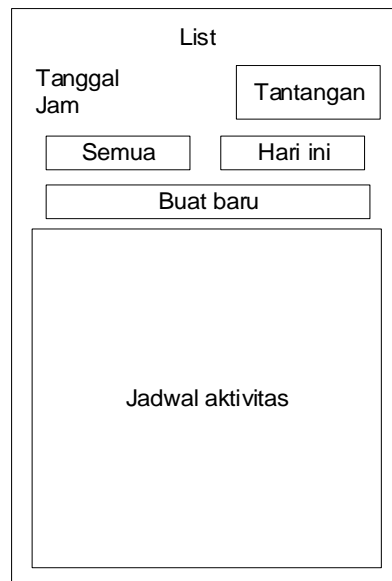 List
Tanggal
Jam
Tantangan
Semua
Hari ini
Buat baru
Jadwal aktivitas